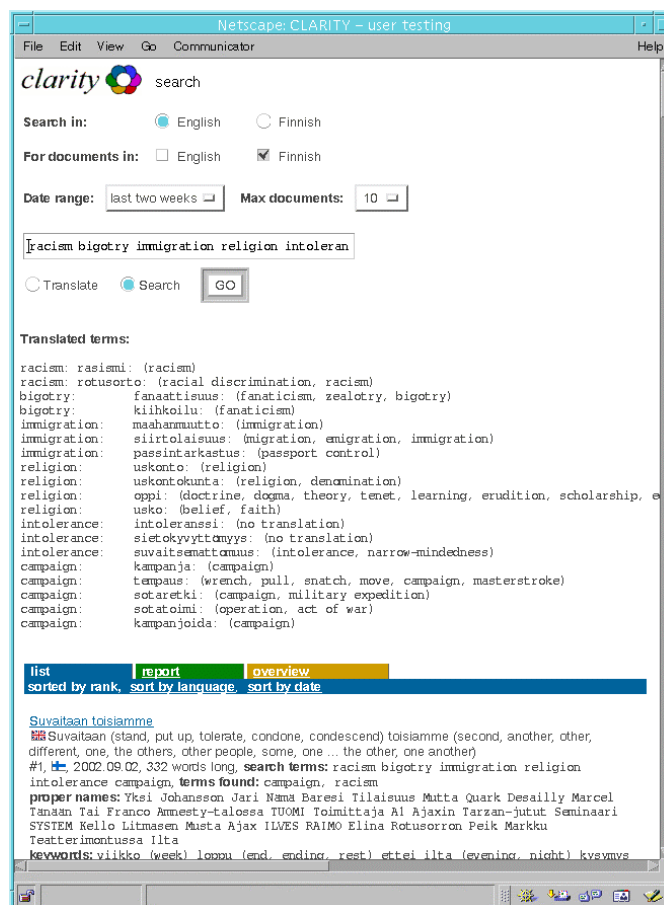 Netscape: CLARITY – user testing
File Edit View Go Communicator Help
clarity search
Search in: English Finnish
For documents in: English Finnish
Date range: last two weeks Max documents: 10
racism bigotry immigration religion intoleran
Translate Search GO
Translated terms:
racism: rasismi: (racism)
racism: rotusorto: (racial discrimination, racism)
bigotry: fanaattisuus: (fanaticism, zealotry, bigotry)
bigotry: kiihkoilu: (fanaticism)
immigration: maahanmuutto: (immigration)
immigration: siirtolaisuus: (migration, emigration, immigration)
immigration: passintarkastus: (passport control)
religion: uskonto: (religion)
religion: uskontokunta: (religion, denomination)
religion: oppi: (doctrine, dogma, theory, tenet, learning, erudition, scholarship, e
religion: usko: (belief, faith)
intolerance: intoleranssi: (no translation)
intolerance: sietokyvyttömyys: (no translation)
intolerance: suvaitsemattomuus: (intolerance, narrow-mindedness)
campaign: kampanja: (campaign)
campaign: tempaus: (wrench, pull, snatch, move, campaign, masterstroke)
campaign: sotaretki: (campaign, military expedition)
campaign: sotatoimi: (operation, act of war)
campaign: kampanjoida: (campaign)
list report overview
sorted by rank, sort by language, sort by date
Suvaitaan toisiamme
Suvaitaan (stand, put up, tolerate, condone, condescend) toisiamme (second, another, other,
different, one, the others, other people, some, one ... the other, one another)
#1, 2002.09.02, 332 words long, search terms: racism bigotry immigration religion
intolerance campaign, terms found: campaign, racism
proper names: Yksi Johansson Jari Nama Baresi Tilaisuus Mutta Quark Desailly Marcel
Tänään Tai Franco Amnesty-talossa TUOMI Toimittaja Al Ajaxin Tarzan-jutut Seminaari
SYSTEM Kello Litmasen Musta Ajax ILVES RAIMO Elina Rotusorron Peik Markku
Teatterimontussa Ilta
keywords: viikko (week) loppu (end, ending, rest) ettei ilta (evening, night) kysymys